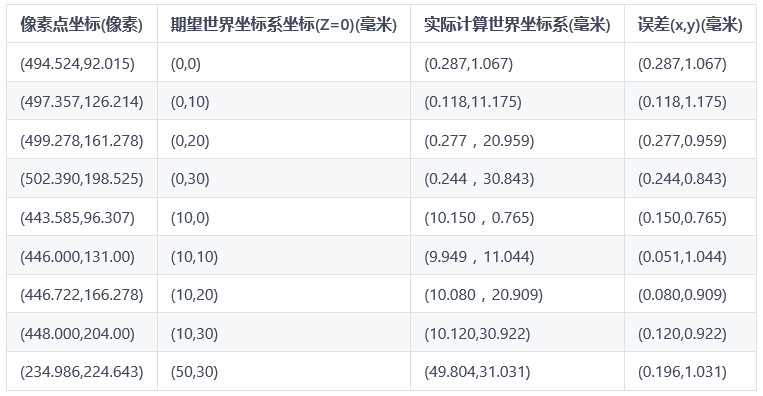 像素点坐标(像素) 期望世界坐标系坐标(Z=0)(毫米) 实际计算世界坐标系(毫米) 误差(x,y)(毫米)
(494.524,92.015) (0,0) (0.287,1.067) (0.287,1.067)
(497.357,126.214) (0,10) (0.118,11.175) (0.118,1.175)
(499.278,161.278) (0,20) (0.277，20.959) (0.277,0.959)
(502.390,198.525) (0,30) (0.244，30.843) (0.244,0.843)
(443.585,96.307) (10,0) (10.150，0.765) (0.150,0.765)
(446.000,131.00) (10,10) (9.949，11.044) (0.051,1.044)
(446.722,166.278) (10,20) (10.080，20.909) (0.080,0.909)
(448.000,204.00) (10,30) (10.120,30.922) (0.120,0.922)
(234.986,224.643) (50,30) (49.804,31.031) (0.196,1.031)